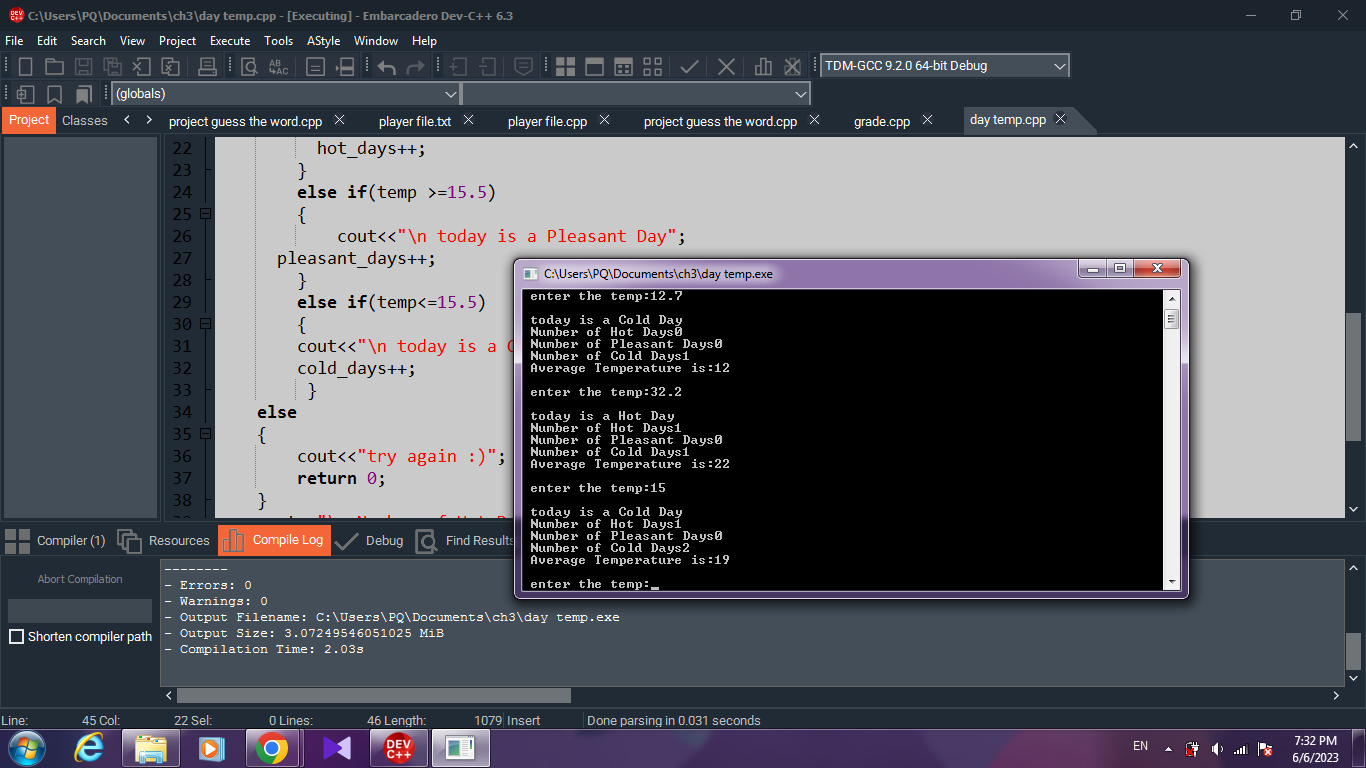 C:\Users\PQ\Documents\ch3\day temp.cpp - [Executing] - Embarcadero Dev-C++ 6.3
File Edit Search View Project Execute Tools AStyle Window Help
TDM-GCC 9.2.0 64-bit Debug
(globals)
Project Classes project guess the word.cpp player file.txt player file.cpp project guess the word.cpp grade.cpp day temp.cpp
22 hot_days++;
23 }
24 else if(temp >=15.5)
25 {
26 cout<<"\n today is a Pleasant Day";
27 pleasant_days++;
28 }
29 else if(temp<=15.5)
30 {
31 cout<<"\n today is a
32 cold_days++;
33 }
34 else
35 {
36 cout<<"try again :)";
37 return 0;
38 }
C:\Users\PQ\Documents\ch3\day temp.exe
enter the temp:12.7
today is a Cold Day
Number of Hot Days0
Number of Pleasant Days0
Number of Cold Days1
Average Temperature is:12
enter the temp:32.2
today is a Hot Day
Number of Hot Days1
Number of Pleasant Days0
Number of Cold Days1
Average Temperature is:22
enter the temp:15
today is a Cold Day
Number of Hot Days1
Number of Pleasant Days0
Number of Cold Days2
Average Temperature is:19
enter the temp:_
Compiler (1) Resources Compile Log Debug Find Results
Abort Compilation
Shorten compiler path
--------
- Errors: 0
- Warnings: 0
- Output Filename: C:\Users\PQ\Documents\ch3\day temp.exe
- Output Size: 3.07249546051025 MiB
- Compilation Time: 2.03s
Line: 45 Col: 22 Sel: 0 Lines: 46 Length: 1079 Insert Done parsing in 0.031 seconds
DEV C++
EN
7:32 PM
6/6/2023